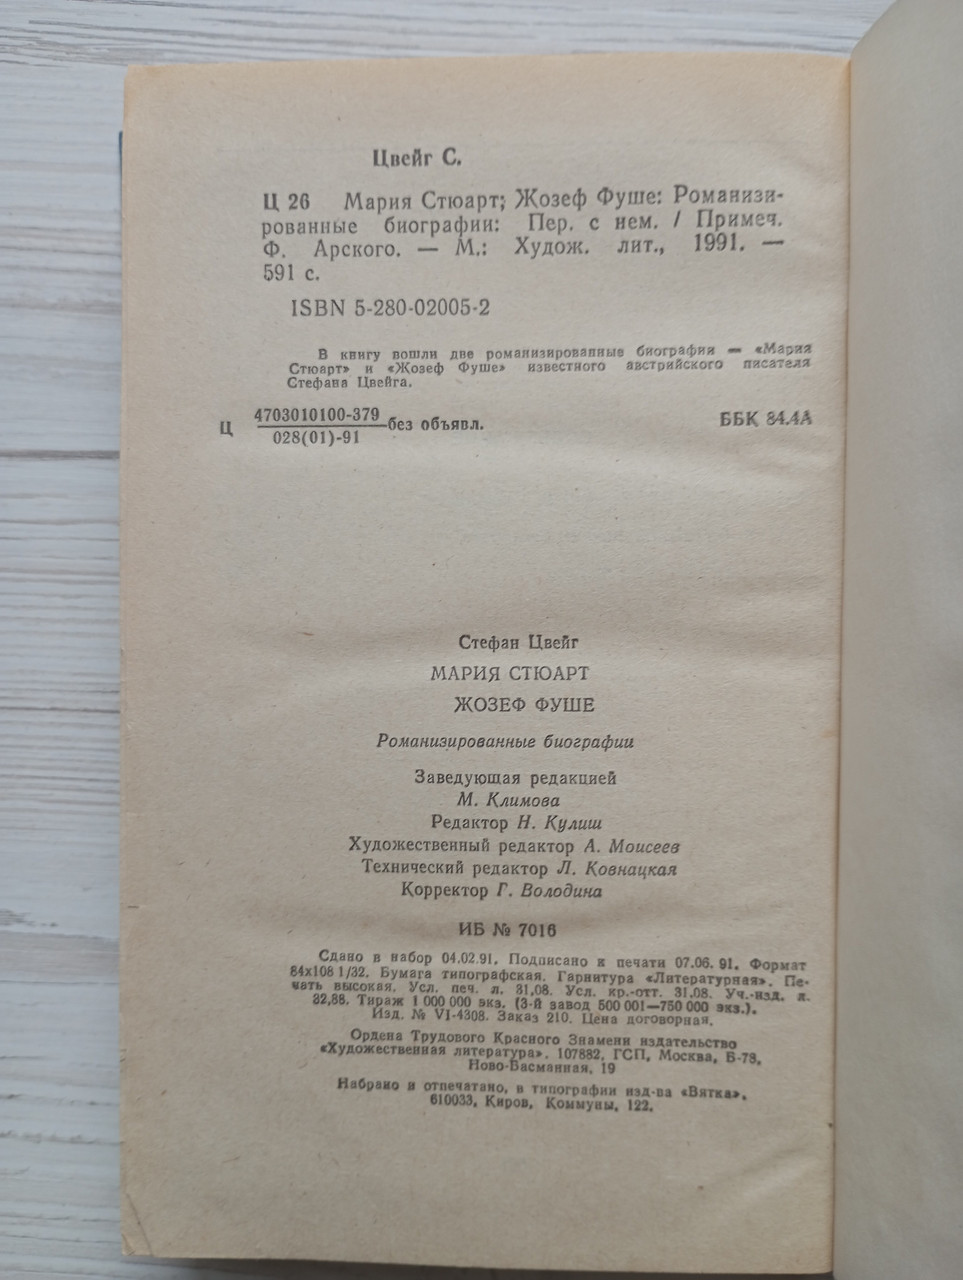 Цвейг С.
Ц 26 Мария Стюарт; Жозеф Фуше: Романизи-
рованные биографии: Пер. с нем. / Примеч.
Ф. Арского. — М.: Худож. лит., 1991. —
591 с.
ISBN 5-280-02005-2
В книгу вошли две романизированные биографии — «Мария
Стюарт» и «Жозеф Фуше» известного австрийского писателя
Стефана Цвейга.
Ц 4703010100-379 без объявл. ББК 84.4А
028(01)-91
Стефан Цвейг
МАРИЯ СТЮАРТ
ЖОЗЕФ ФУШЕ
Романизированные биографии
Заведующая редакцией
М. Климова
Редактор Н. Кулиш
Художественный редактор А. Моисеев
Технический редактор Л. Ковнацкая
Корректор Г. Володина
ИБ № 7016
Сдано в набор 04.02.91. Подписано к печати 07.06.91. Формат
84х108 1/32. Бумага типографская. Гарнитура «Литературная». Пе-
чать высокая. Усл. печ. л. 31,08. Усл. кр.-отт. 31,08. Уч.-изд. л.
32,88. Тираж 1 000 000 экз. (3-й завод 500 001—750 000 экз.).
Изд. № VI-4308. Заказ 210. Цена договорная.
Ордена Трудового Красного Знамени издательство
«Художественная литература». 107882, ГСП, Москва, Б-78,
Ново-Басманная, 19
Набрано и отпечатано, в типографии изд-ва «Вятка».
610033, Киров, Коммуны, 122.